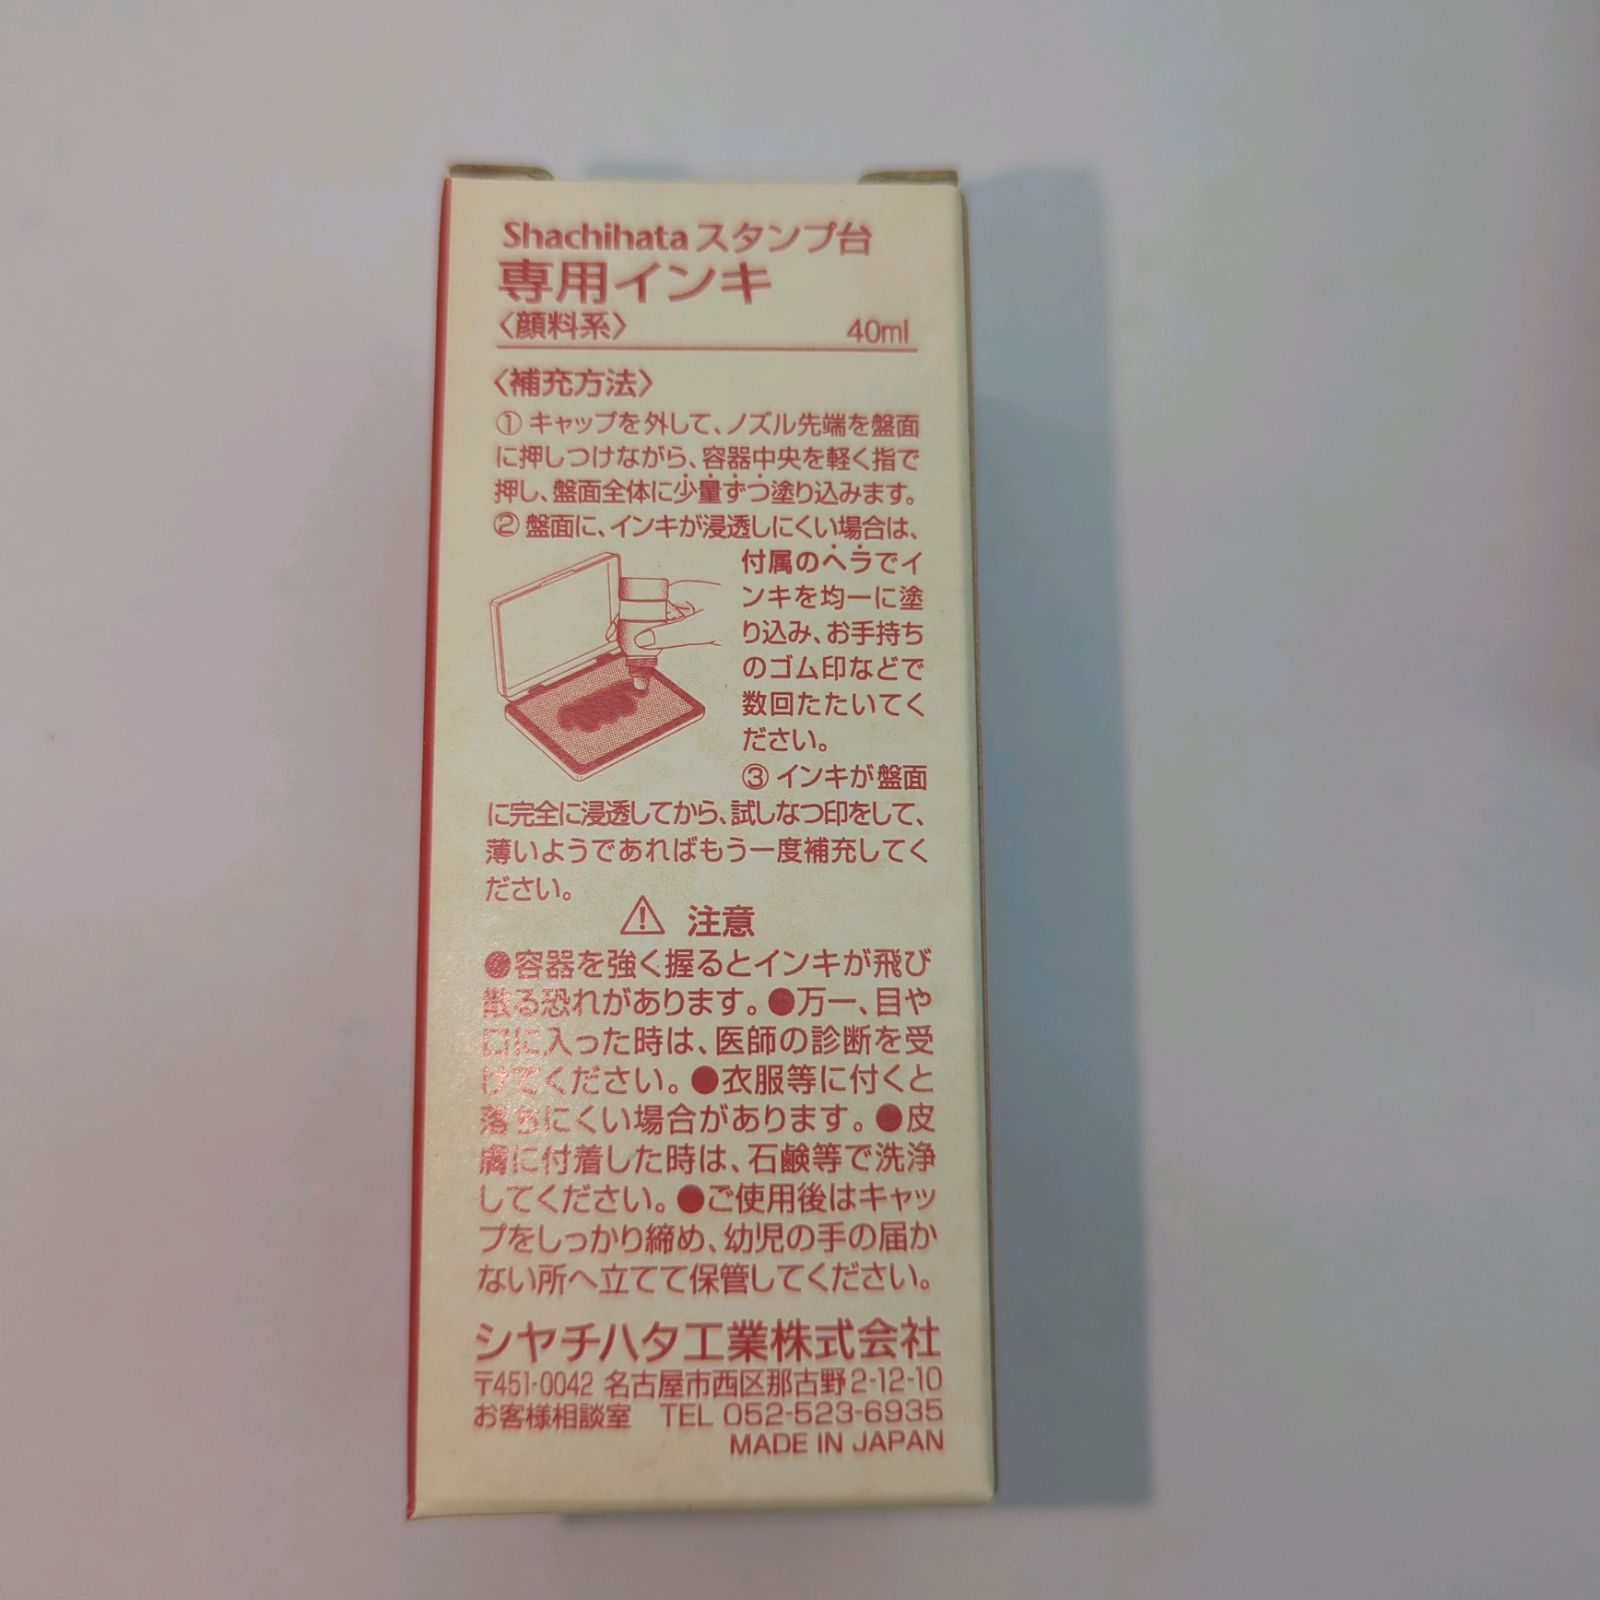 Shachihata スタンプ台
専用インキ
〈顔料系〉 40ml
〈補充方法〉
① キャップを外して、ノズル先端を盤面
に押しつけながら、容器中央を軽く指で
押し、盤面全体に少量ずつ塗り込みます。
② 盤面に、インキが浸透しにくい場合は、
付属のヘラでイ
ンキを均一に塗
り込み、お手持ち
のゴム印などで
数回たたいてく
ださい。
③ インキが盤面
に完全に浸透してから、試しなつ印をして、
薄いようであればもう一度補充してく
ださい。
⚠ 注意
●容器を強く握るとインキが飛び
散る恐れがあります。●万一、目や
口に入った時は、医師の診断を受
けてください。●衣服等に付くと
落ちにくい場合があります。●皮
膚に付着した時は、石鹸等で洗浄
してください。●ご使用後はキャッ
プをしっかり締め、幼児の手の届か
ない所へ立てて保管してください。
シヤチハタ工業株式会社
〒451-0042 名古屋市西区那古野2-12-10
お客様相談室 TEL 052-523-6935
MADE IN JAPAN